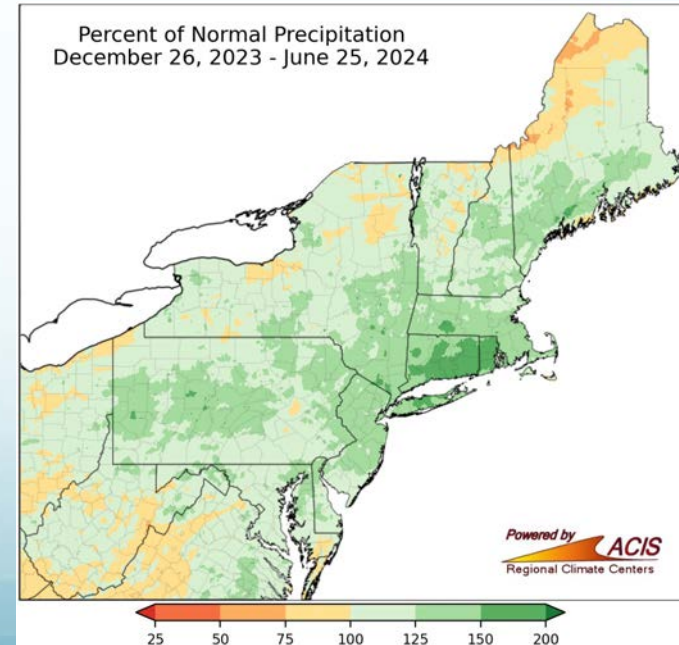 Percent of Normal Precipitation
December 26, 2023 - June 25, 2024
Powered by
ACIS
Regional Climate Centers
25 50 75 100 125 150 200